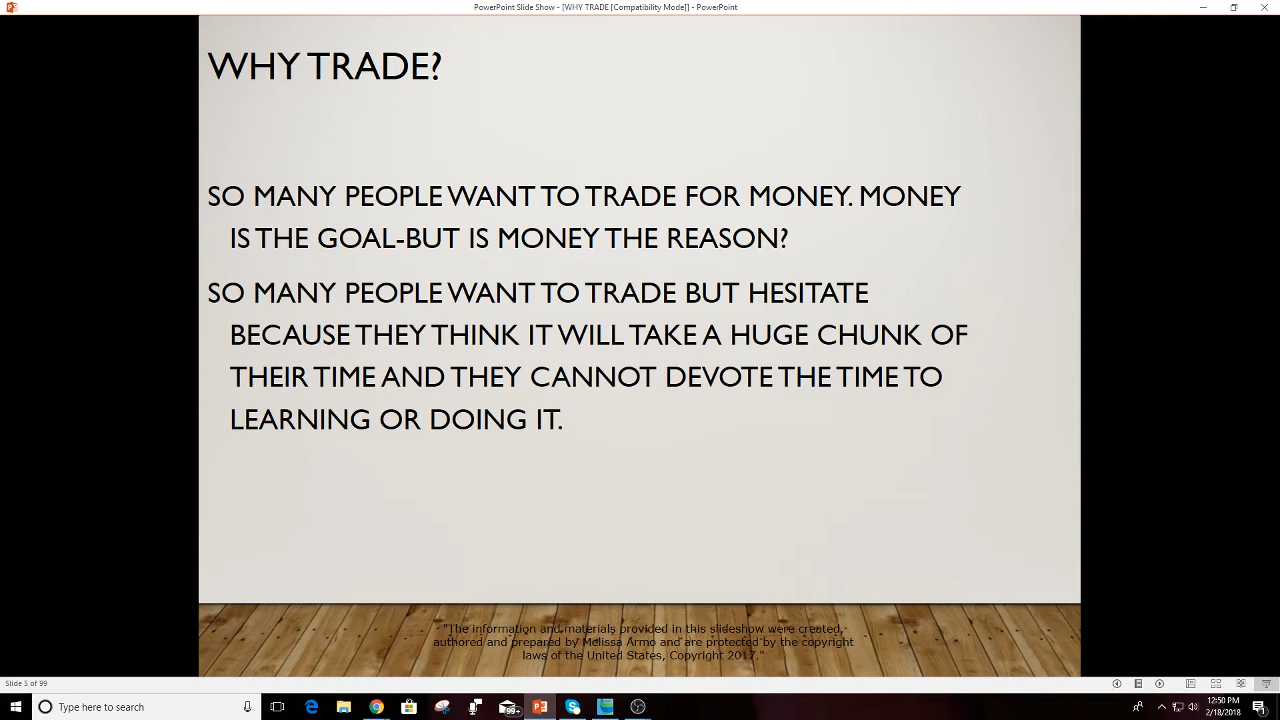 PowerPoint Slide Show - [WHY TRADE [Compatibility Mode]] - PowerPoint
WHY TRADE?
SO MANY PEOPLE WANT TO TRADE FOR MONEY. MONEY
IS THE GOAL-BUT IS MONEY THE REASON?
SO MANY PEOPLE WANT TO TRADE BUT HESITATE
BECAUSE THEY THINK IT WILL TAKE A HUGE CHUNK OF
THEIR TIME AND THEY CANNOT DEVOTE THE TIME TO
LEARNING OR DOING IT.
"The information and materials provided in this slideshow were created,
authored and prepared by Melissa Armo and are protected by the copyright
laws of the United States, Copyright 2017."
Slide 5 of 99
Type here to search
99+
12:50 PM
2/18/2018
1